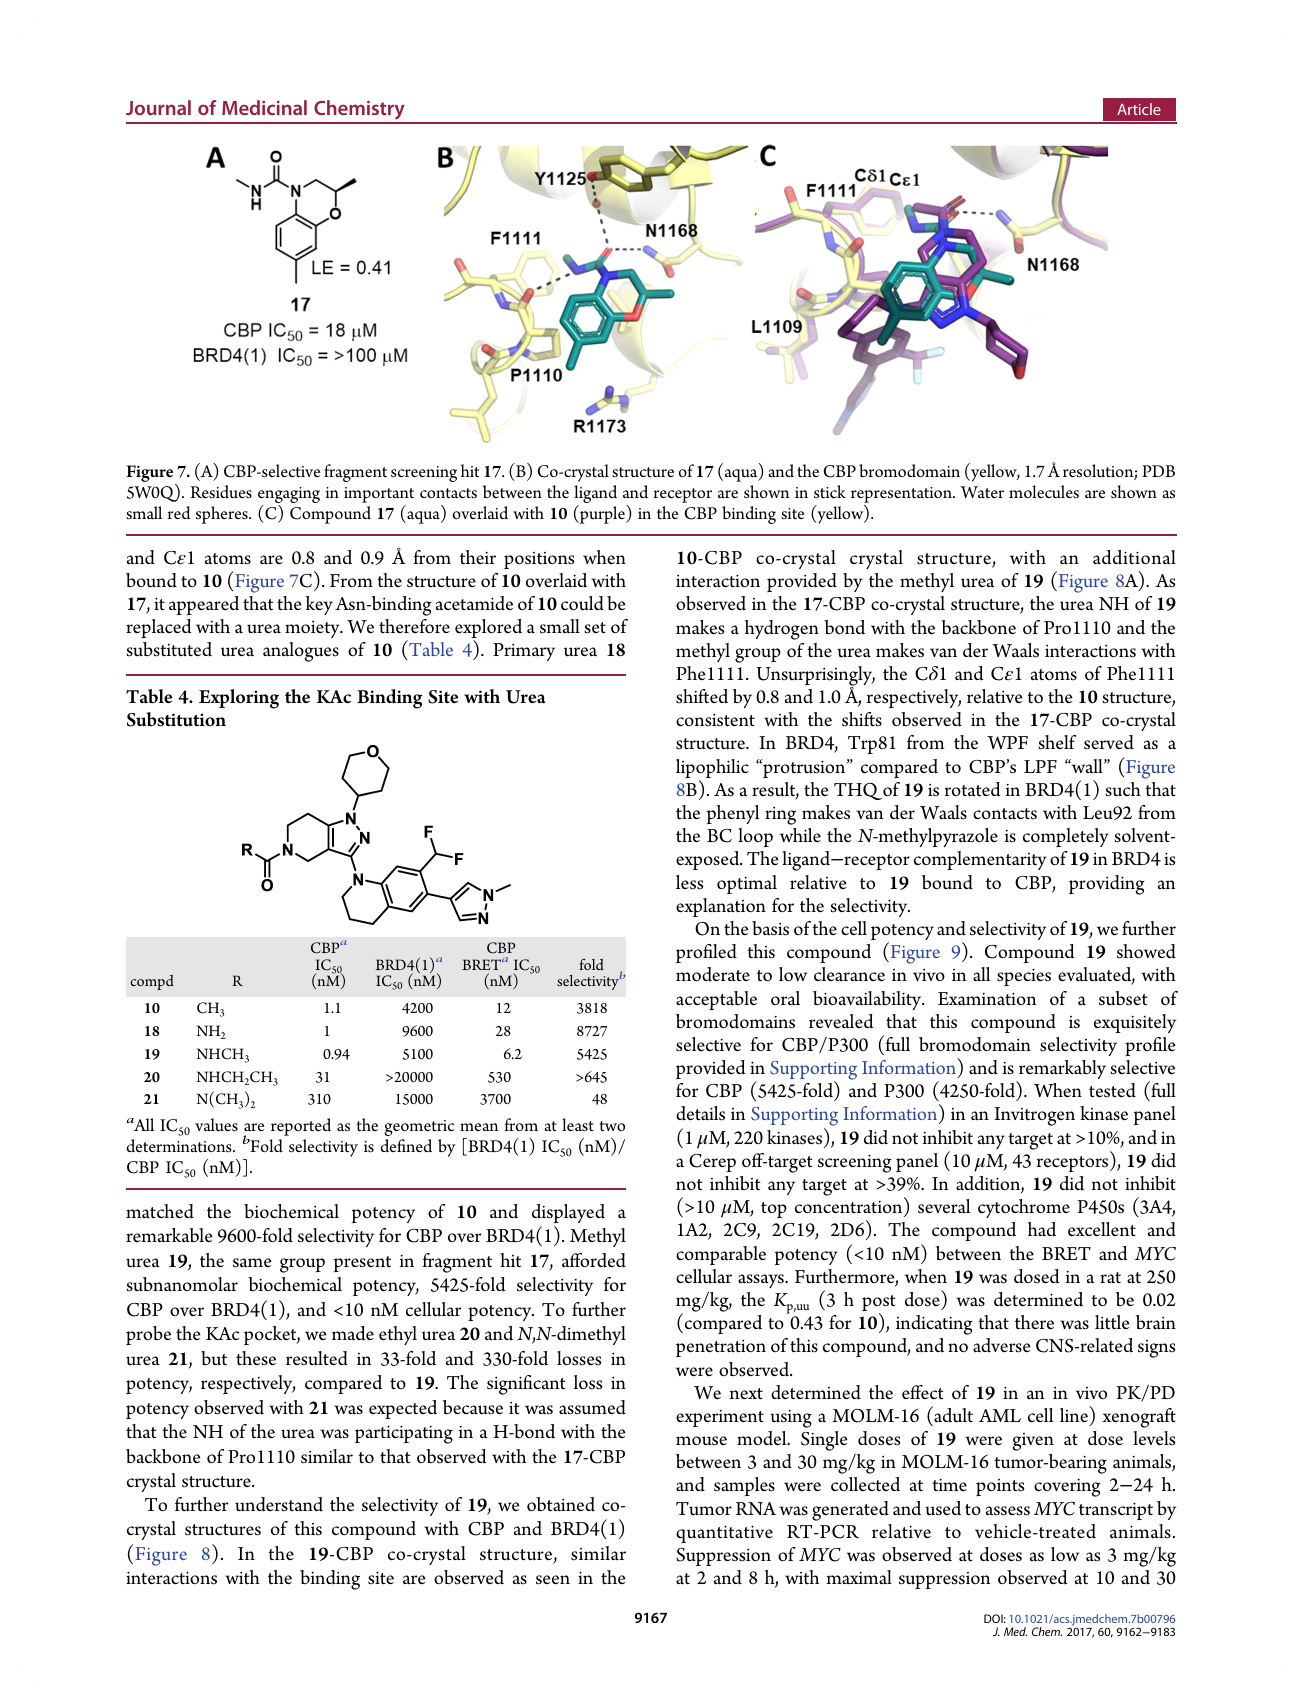 Journal of Medicinal Chemistry
Article
A
O
N
H
N
O
LE = 0.41
17
CBP IC50 = 18 μM
BRD4(1) IC50 = >100 μM
B
Y1125
N1168
F1111
P1110
R1173
C
Cδ1 Cε1
F1111
N1168
L1109
Figure 7. (A) CBP-selective fragment screening hit 17. (B) Co-crystal structure of 17 (aqua) and the CBP bromodomain (yellow, 1.7 Å resolution; PDB
5W0Q). Residues engaging in important contacts between the ligand and receptor are shown in stick representation. Water molecules are shown as
small red spheres. (C) Compound 17 (aqua) overlaid with 10 (purple) in the CBP binding site (yellow).
and Cε1 atoms are 0.8 and 0.9 Å from their positions when
bound to 10 (Figure 7C). From the structure of 10 overlaid with
17, it appeared that the key Asn-binding acetamide of 10 could be
replaced with a urea moiety. We therefore explored a small set of
substituted urea analogues of 10 (Table 4). Primary urea 18
Table 4. Exploring the KAc Binding Site with Urea
Substitution
O
N
N
R
N
O
N
F
F
N
N
compd R CBPa IC50 (nM) BRD4(1)a IC50 (nM) CBP BRETa IC50 (nM) fold selectivityb
10 CH3 1.1 4200 12 3818
18 NH2 1 9600 28 8727
19 NHCH3 0.94 5100 6.2 5425
20 NHCH2CH3 31 >20000 530 >645
21 N(CH3)2 310 15000 3700 48
aAll IC50 values are reported as the geometric mean from at least two
determinations. bFold selectivity is defined by [BRD4(1) IC50 (nM)/
CBP IC50 (nM)].
matched the biochemical potency of 10 and displayed a
remarkable 9600-fold selectivity for CBP over BRD4(1). Methyl
urea 19, the same group present in fragment hit 17, afforded
subnanomolar biochemical potency, 5425-fold selectivity for
CBP over BRD4(1), and <10 nM cellular potency. To further
probe the KAc pocket, we made ethyl urea 20 and N,N-dimethyl
urea 21, but these resulted in 33-fold and 330-fold losses in
potency, respectively, compared to 19. The significant loss in
potency observed with 21 was expected because it was assumed
that the NH of the urea was participating in a H-bond with the
backbone of Pro1110 similar to that observed with the 17-CBP
crystal structure.
To further understand the selectivity of 19, we obtained co-
crystal structures of this compound with CBP and BRD4(1)
(Figure 8). In the 19-CBP co-crystal structure, similar
interactions with the binding site are observed as seen in the
10-CBP co-crystal crystal structure, with an additional
interaction provided by the methyl urea of 19 (Figure 8A). As
observed in the 17-CBP co-crystal structure, the urea NH of 19
makes a hydrogen bond with the backbone of Pro1110 and the
methyl group of the urea makes van der Waals interactions with
Phe1111. Unsurprisingly, the Cδ1 and Cε1 atoms of Phe1111
shifted by 0.8 and 1.0 Å, respectively, relative to the 10 structure,
consistent with the shifts observed in the 17-CBP co-crystal
structure. In BRD4, Trp81 from the WPF shelf served as a
lipophilic “protrusion” compared to CBP’s LPF “wall” (Figure
8B). As a result, the THQ of 19 is rotated in BRD4(1) such that
the phenyl ring makes van der Waals contacts with Leu92 from
the BC loop while the N-methylpyrazole is completely solvent-
exposed. The ligand−receptor complementarity of 19 in BRD4 is
less optimal relative to 19 bound to CBP, providing an
explanation for the selectivity.
On the basis of the cell potency and selectivity of 19, we further
profiled this compound (Figure 9). Compound 19 showed
moderate to low clearance in vivo in all species evaluated, with
acceptable oral bioavailability. Examination of a subset of
bromodomains revealed that this compound is exquisitely
selective for CBP/P300 (full bromodomain selectivity profile
provided in Supporting Information) and is remarkably selective
for CBP (5425-fold) and P300 (4250-fold). When tested (full
details in Supporting Information) in an Invitrogen kinase panel
(1 μM, 220 kinases), 19 did not inhibit any target at >10%, and in
a Cerep off-target screening panel (10 μM, 43 receptors), 19 did
not inhibit any target at >39%. In addition, 19 did not inhibit
(>10 μM, top concentration) several cytochrome P450s (3A4,
1A2, 2C9, 2C19, 2D6). The compound had excellent and
comparable potency (<10 nM) between the BRET and MYC
cellular assays. Furthermore, when 19 was dosed in a rat at 250
mg/kg, the Kp,uu (3 h post dose) was determined to be 0.02
(compared to 0.43 for 10), indicating that there was little brain
penetration of this compound, and no adverse CNS-related signs
were observed.
We next determined the effect of 19 in an in vivo PK/PD
experiment using a MOLM-16 (adult AML cell line) xenograft
mouse model. Single doses of 19 were given at dose levels
between 3 and 30 mg/kg in MOLM-16 tumor-bearing animals,
and samples were collected at time points covering 2−24 h.
Tumor RNA was generated and used to assess MYC transcript by
quantitative RT-PCR relative to vehicle-treated animals.
Suppression of MYC was observed at doses as low as 3 mg/kg
at 2 and 8 h, with maximal suppression observed at 10 and 30
9167
DOI: 10.1021/acs.jmedchem.7b00796
J. Med. Chem. 2017, 60, 9162−9183